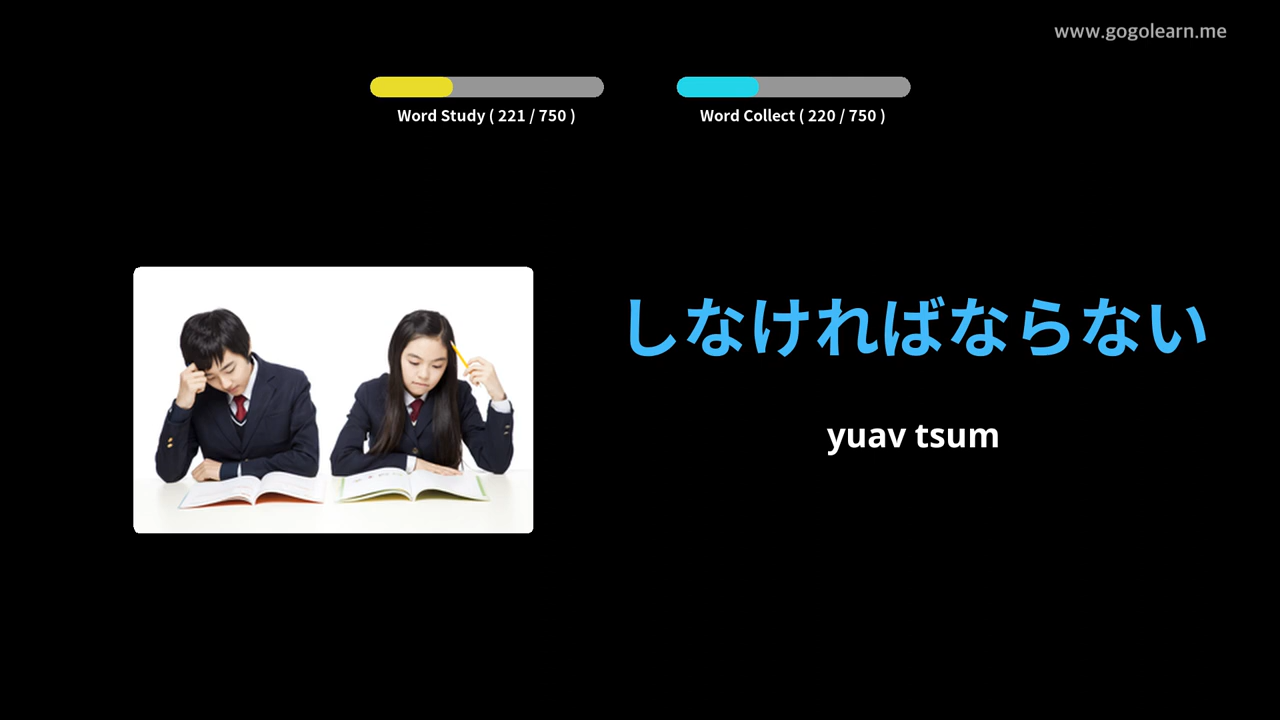 www.gogolearn.me
Word Study ( 221 / 750 )
Word Collect ( 220 / 750 )
しなければならない
yuav tsum